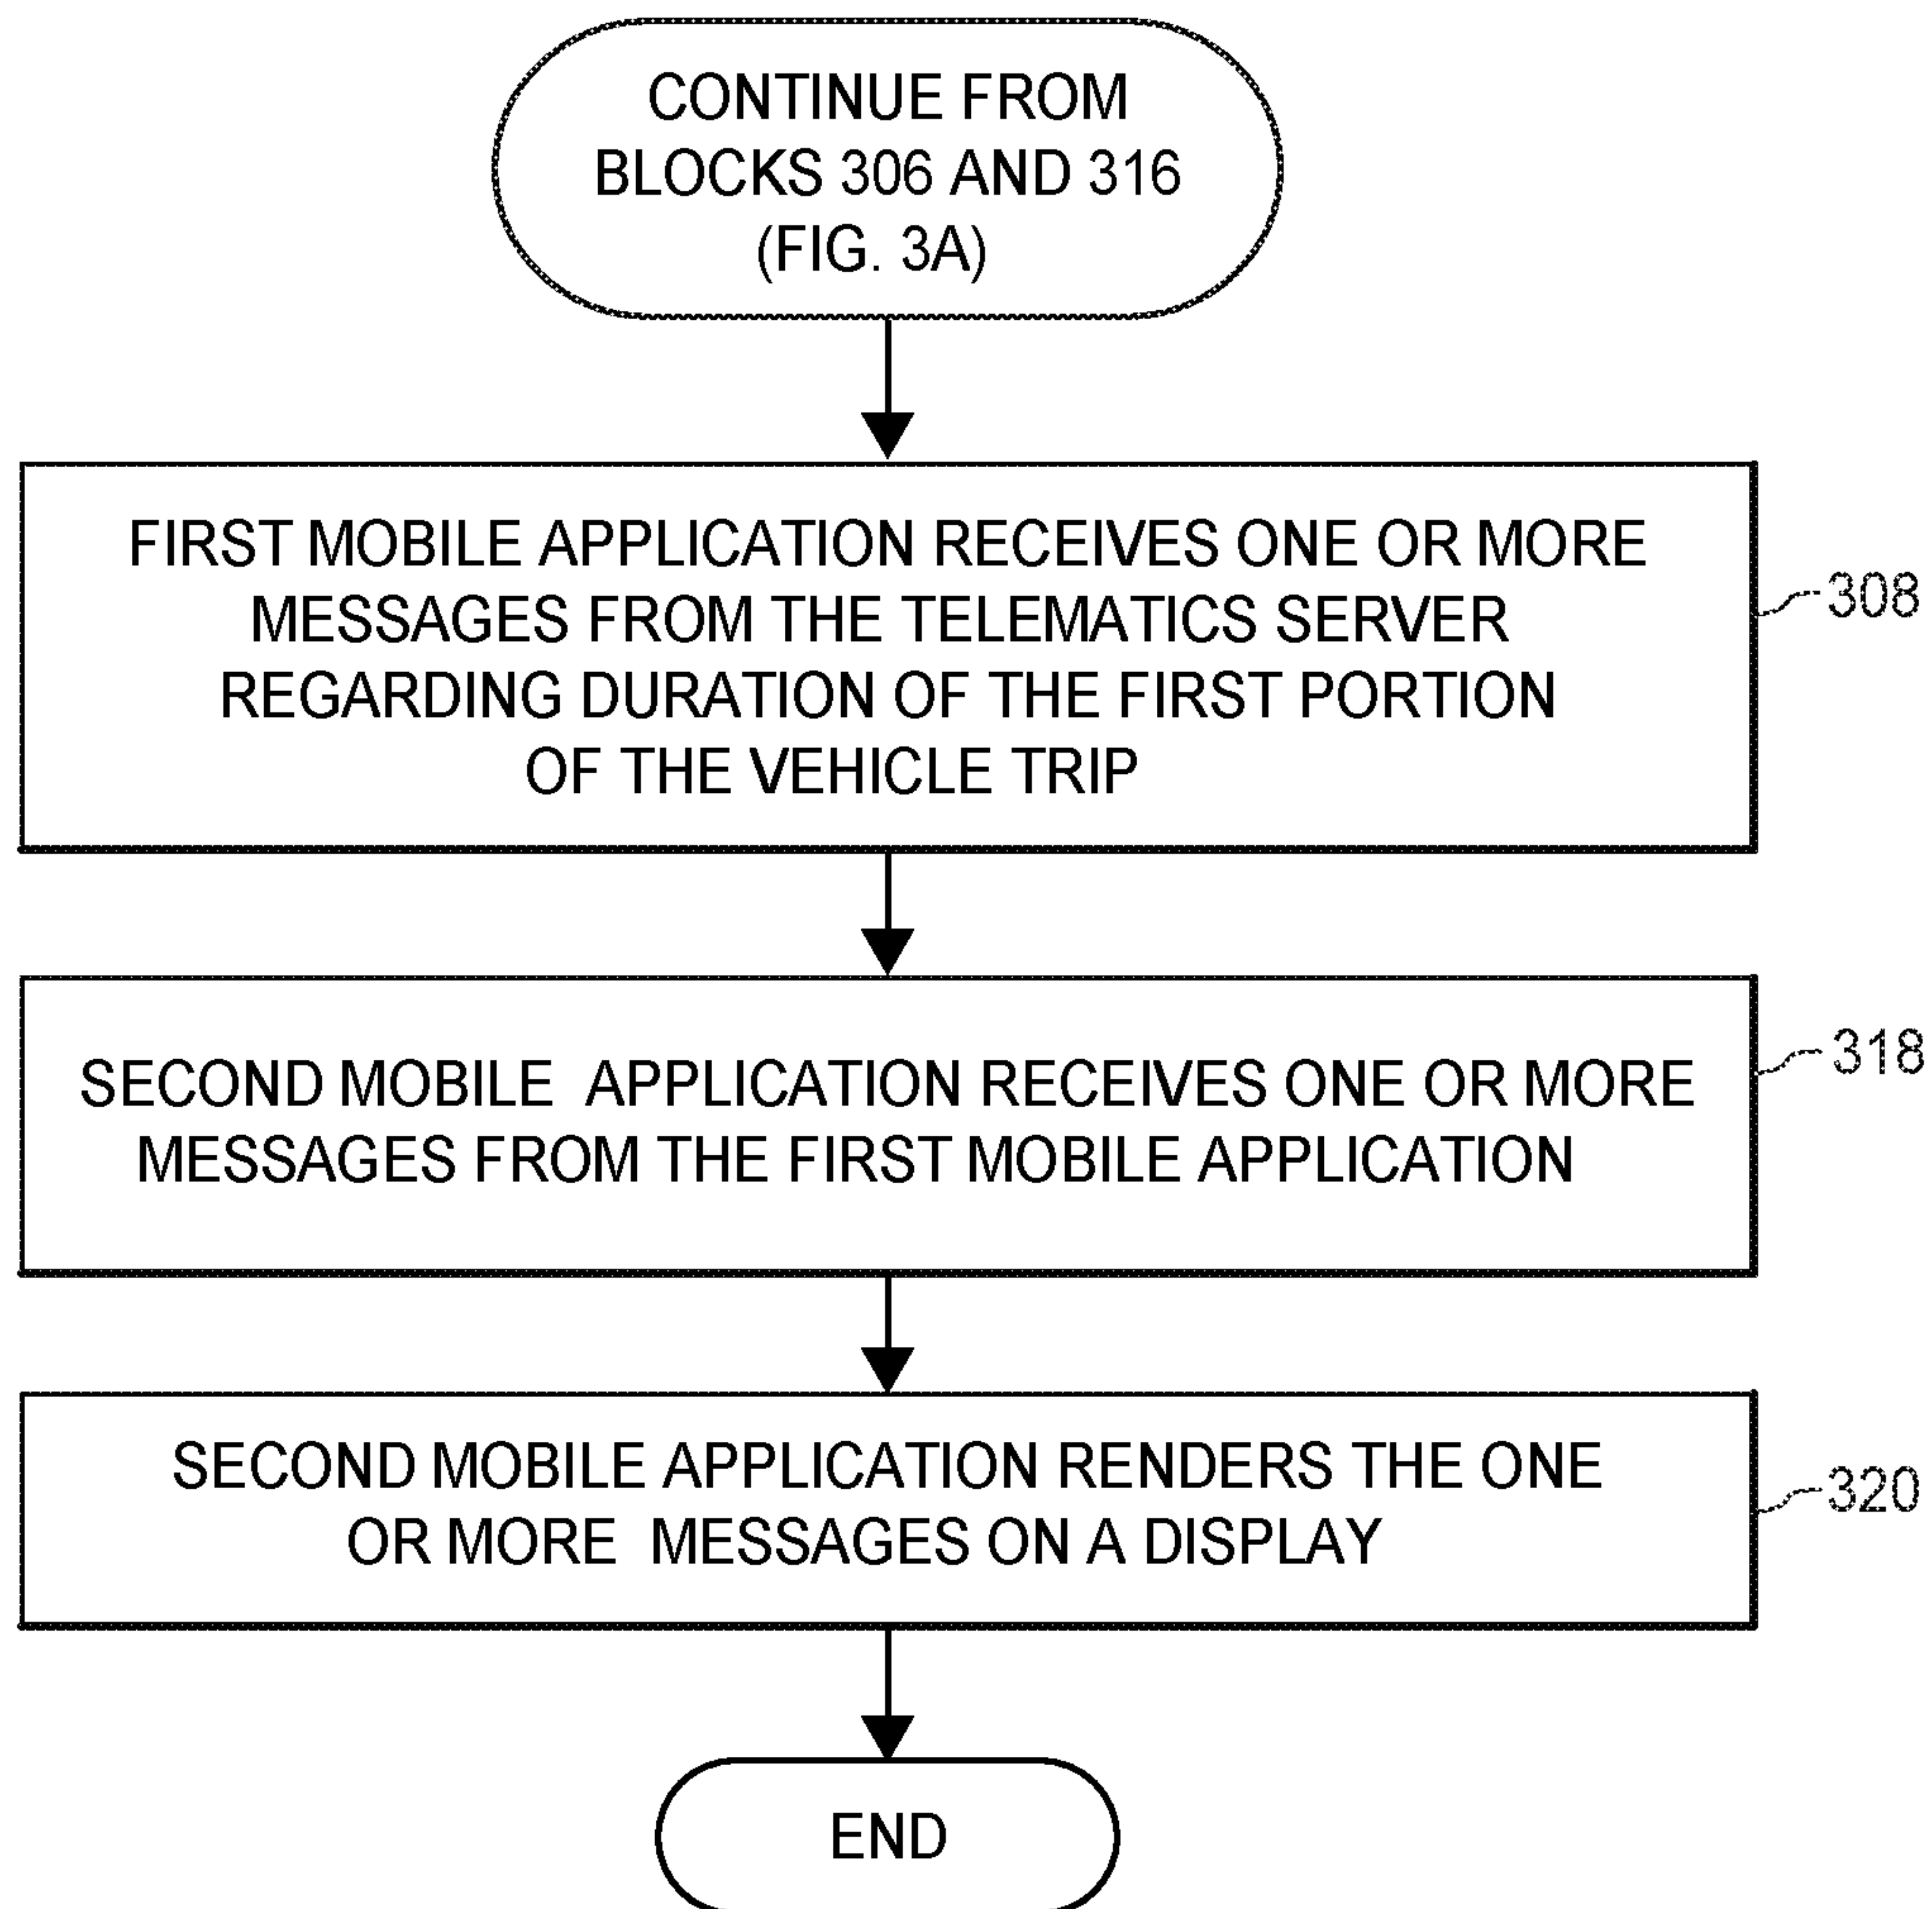 CONTINUE FROM
BLOCKS 306 AND 316
(FIG. 3A)
FIRST MOBILE APPLICATION RECEIVES ONE OR MORE
MESSAGES FROM THE TELEMATICS SERVER
REGARDING DURATION OF THE FIRST PORTION
OF THE VEHICLE TRIP
308
SECOND MOBILE APPLICATION RECEIVES ONE OR MORE
MESSAGES FROM THE FIRST MOBILE APPLICATION
318
SECOND MOBILE APPLICATION RENDERS THE ONE
OR MORE MESSAGES ON A DISPLAY
320
END